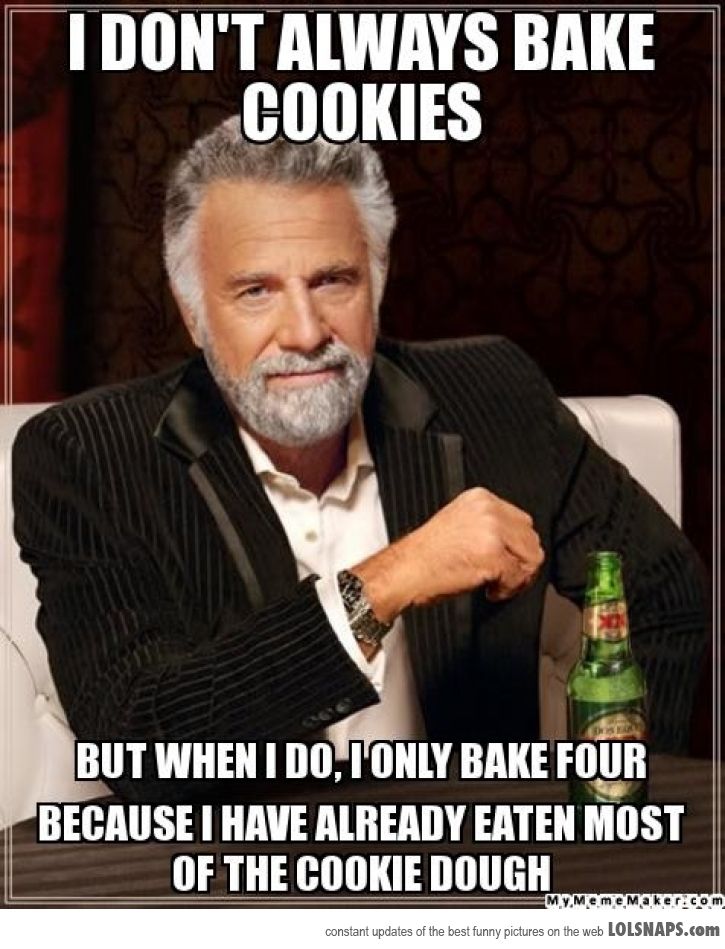 I DON'T ALWAYS BAKE
COOKIES
XX
BUT WHEN I DO, I ONLY BAKE FOUR
BECAUSE I HAVE ALREADY EATEN MOST
OF THE COOKIE DOUGH
MyMemeMaker.com
constant updates of the best funny pictures on the web LOLSNAPS.com